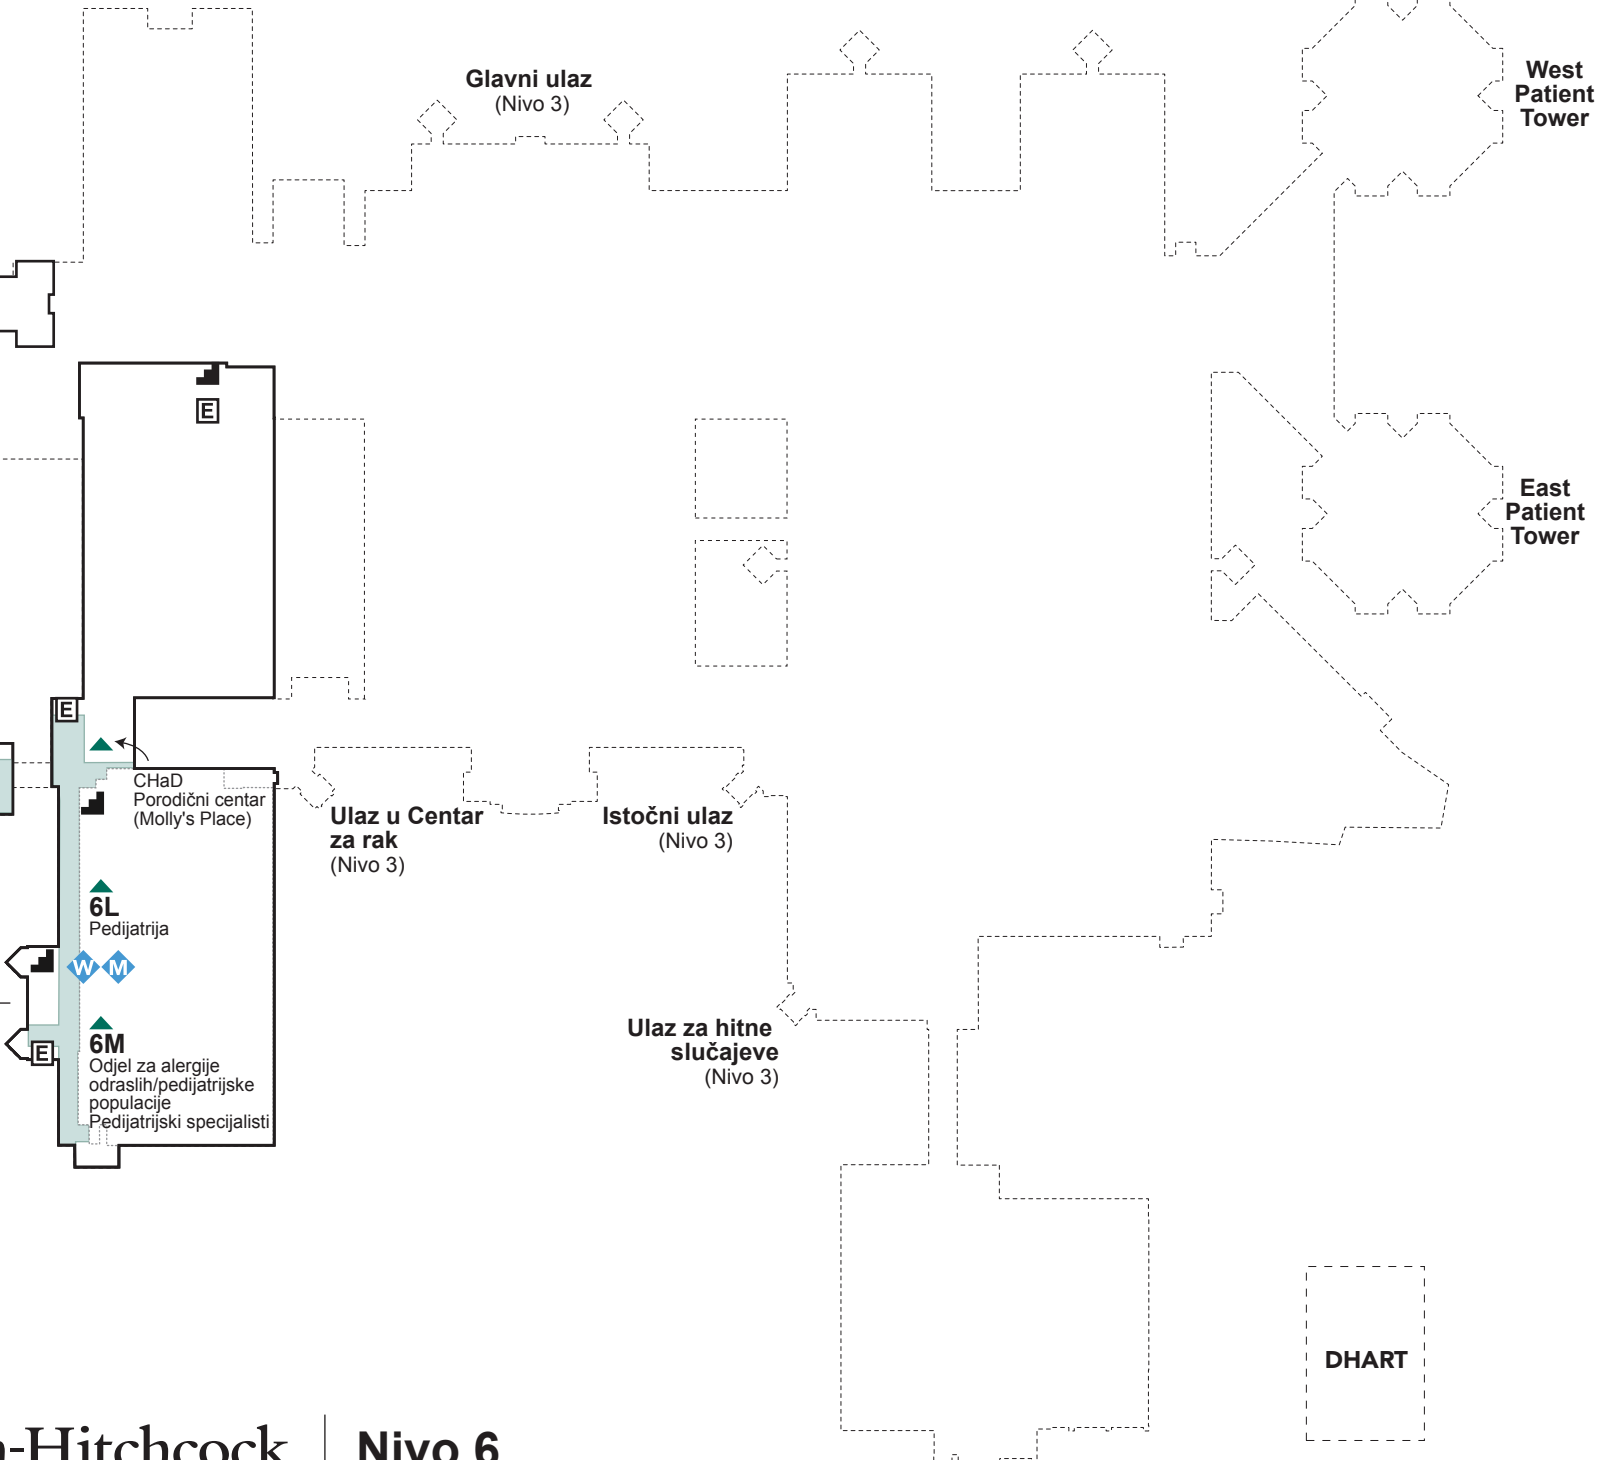 Glavni ulaz
(Nivo 3)
West
Patient
Tower
E
East
Patient
Tower
E
CHaD
Porodični centar
(Molly's Place)
Ulaz u Centar
za rak
(Nivo 3)
Istočni ulaz
(Nivo 3)
6L
Pedijatrija
W M
6M
Odjel za alergije
odraslih/pedijatrijske
populacije
Pedijatrijski specijalisti
E
Ulaz za hitne
slučajeve
(Nivo 3)
DHART
-Hitchcock
Nivo 6